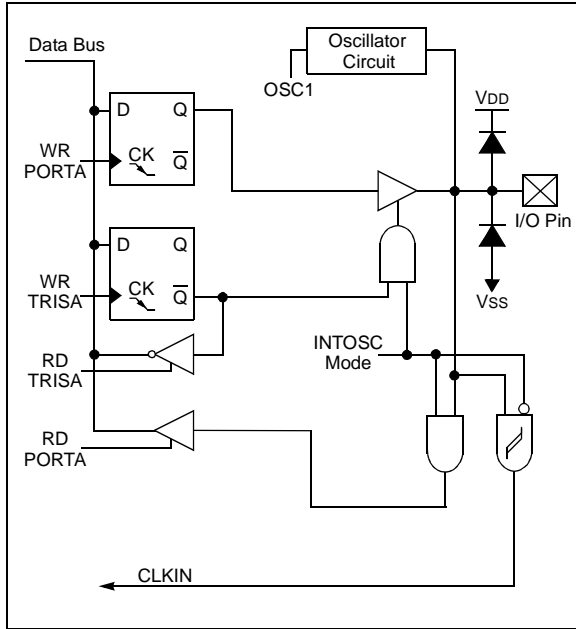 Data Bus
Oscillator
Circuit
OSC1
VDD
D Q
WR
PORTA
CK
Q
I/O Pin
D Q
WR
TRISA
CK
Q
VSS
RD
TRISA
INTOSC
Mode
RD
PORTA
CLKIN